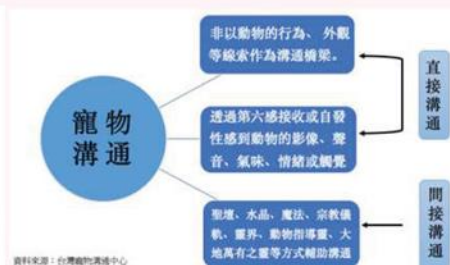 寵物
溝通
非以動物的行為、外觀
等線索作為溝通橋梁。
透過第六感接收或自發
性感到動物的影像、聲
音、氣味、情緒或觸覺
聖壇、水晶、魔法、宗教儀
軌、靈界、動物指導靈、大
地萬有之靈等方式輔助溝通
直接溝通
間接溝通
資料來源：台灣寵物溝通中心